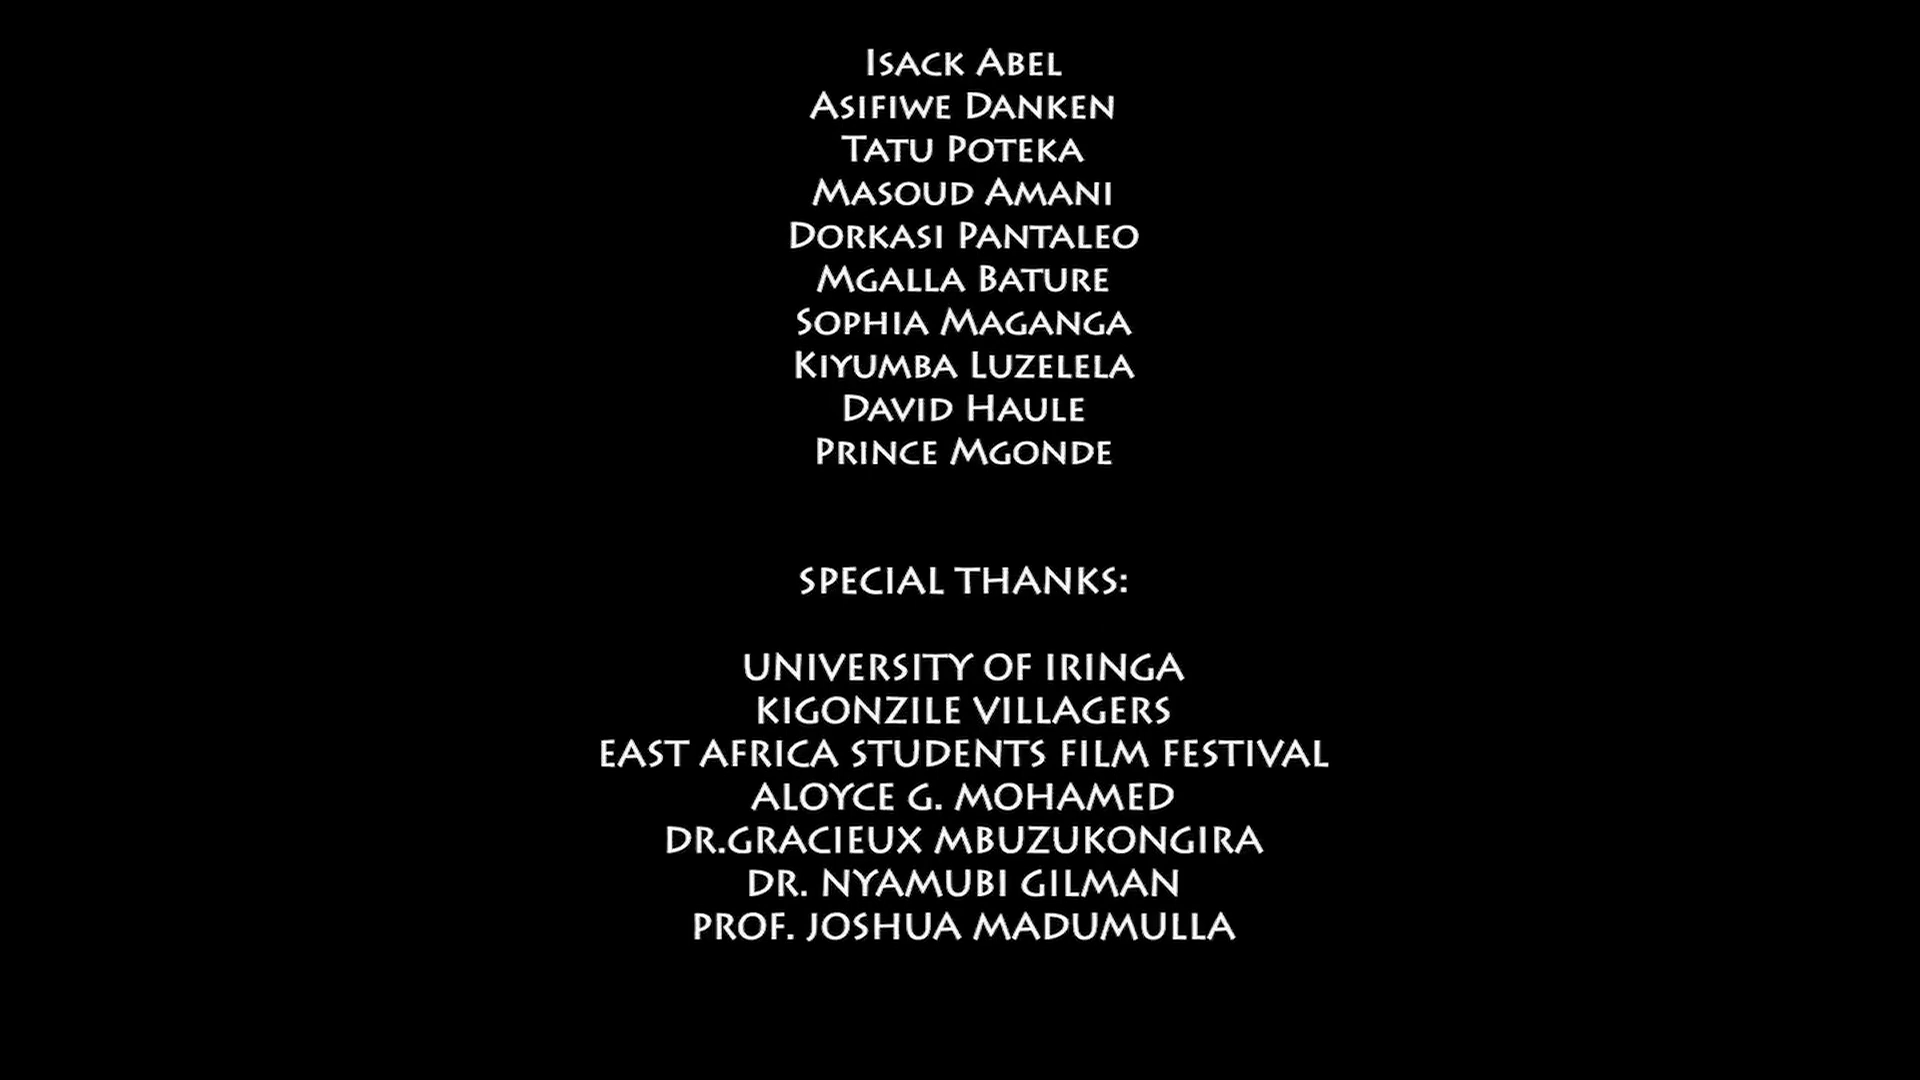 Isack Abel
Asifiwe Danken
Tatu Poteka
Masoud Amani
Dorkasi Pantaleo
Mgalla Bature
Sophia Maganga
Kiyumba Luzelela
David Haule
Prince Mgonde
SPECIAL THANKS:
UNIVERSITY OF IRINGA
KIGONZILE VILLAGERS
EAST AFRICA STUDENTS FILM FESTIVAL
ALOYCE G. MOHAMED
DR.GRACIEUX MBUZUKONGIRA
DR. NYAMUBI GILMAN
PROF. JOSHUA MADUMULLA